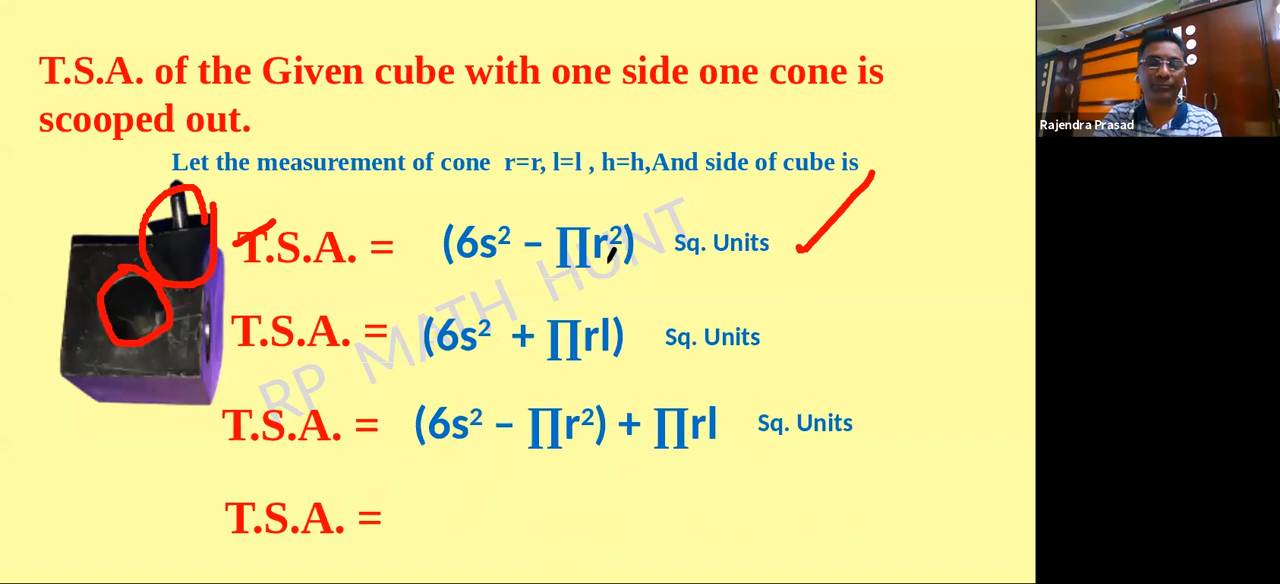 T.S.A. of the Given cube with one side one cone is
scooped out.
Let the measurement of cone r=r, l=l , h=h,And side of cube is
T.S.A. = (6s² – ∏r²) Sq. Units
T.S.A. = (6s² + ∏rl) Sq. Units
T.S.A. = (6s² – ∏r²) + ∏rl Sq. Units
T.S.A. =
RP MATH HUNT
Rajendra Prasad